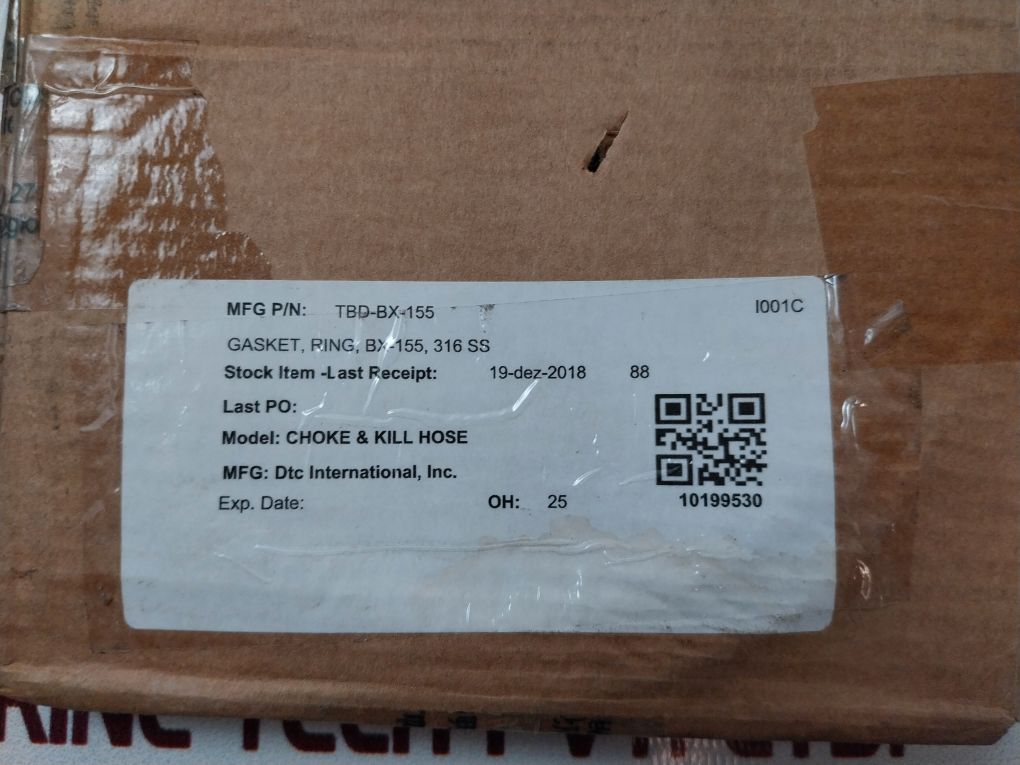 MFG P/N: TBD-BX-155 I001C
GASKET, RING, BX-155, 316 SS
Stock Item -Last Receipt: 19-dez-2018 88
Last PO:
Model: CHOKE & KILL HOSE
MFG: Dtc International, Inc.
Exp. Date: OH: 25
10199530